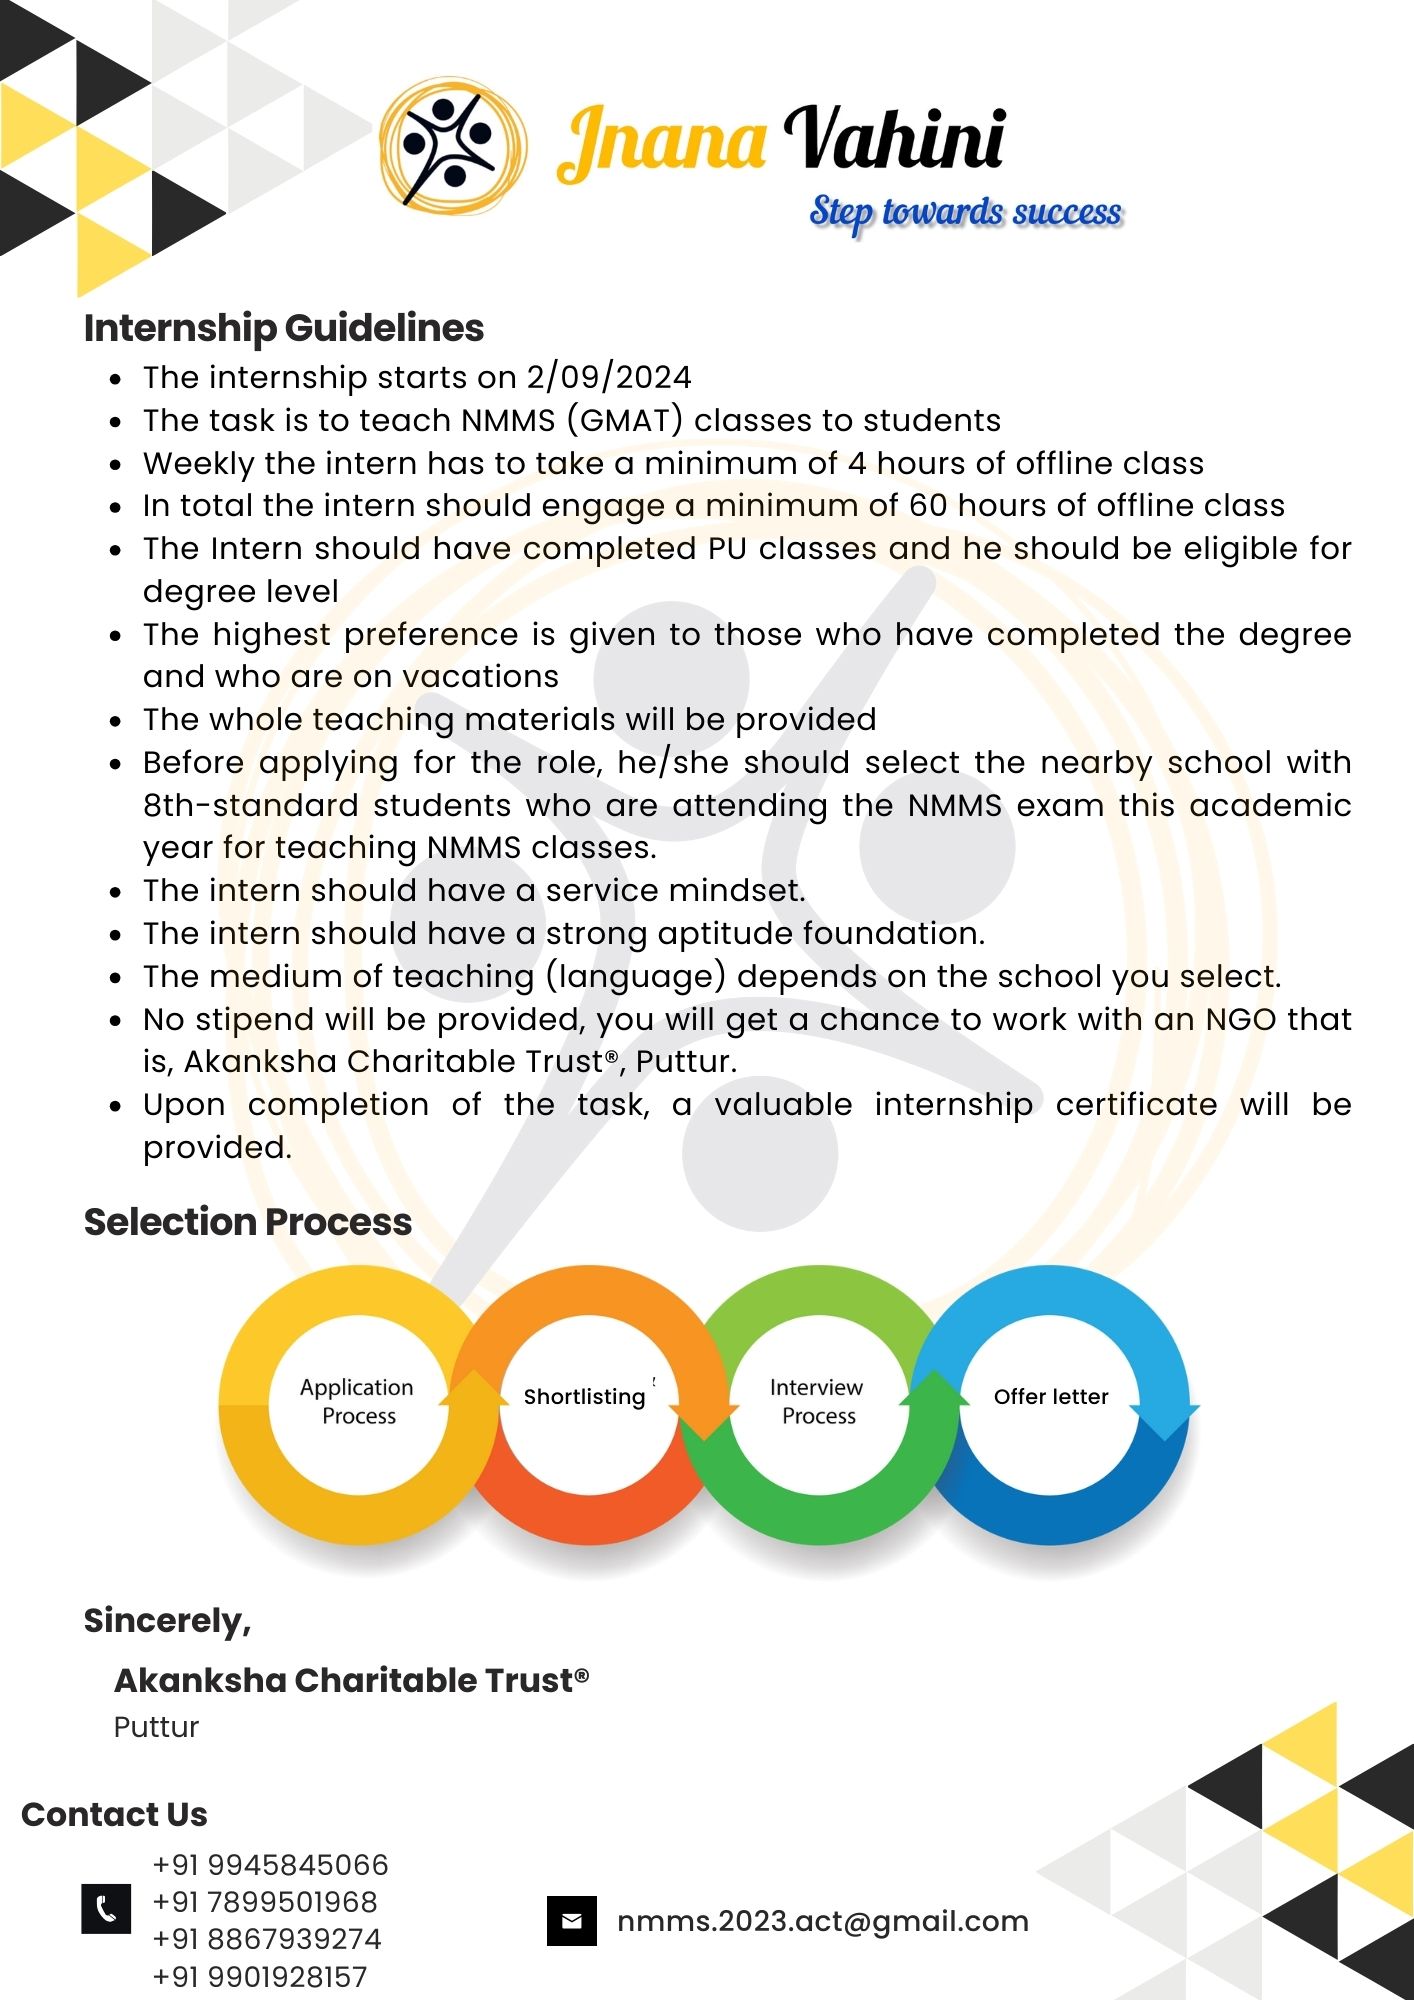 Jnana Vahini
Step towards success
Internship Guidelines
• The internship starts on 2/09/2024
• The task is to teach NMMS (GMAT) classes to students
• Weekly the intern has to take a minimum of 4 hours of offline class
• In total the intern should engage a minimum of 60 hours of offline class
• The Intern should have completed PU classes and he should be eligible for
degree level
• The highest preference is given to those who have completed the degree
and who are on vacations
• The whole teaching materials will be provided
• Before applying for the role, he/she should select the nearby school with
8th-standard students who are attending the NMMS exam this academic
year for teaching NMMS classes.
• The intern should have a service mindset.
• The intern should have a strong aptitude foundation.
• The medium of teaching (language) depends on the school you select.
• No stipend will be provided, you will get a chance to work with an NGO that
is, Akanksha Charitable Trust®, Puttur.
• Upon completion of the task, a valuable internship certificate will be
provided.
Selection Process
Application
Process
Shortlisting
Interview
Process
Offer letter
Sincerely,
Akanksha Charitable Trust®
Puttur
Contact Us
+91 9945845066
+91 7899501968
+91 8867939274
+91 9901928157
nmms.2023.act@gmail.com